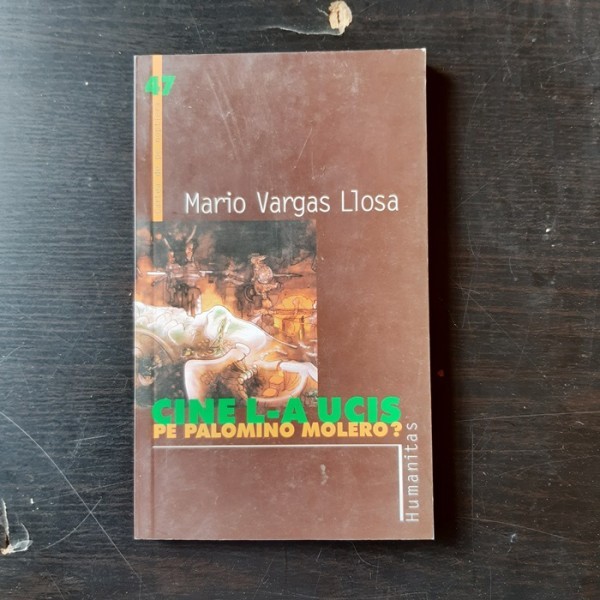 47
Mario Vargas Llosa
CINE L-A UCIS
PE PALOMINO MOLERO?
Humanitas